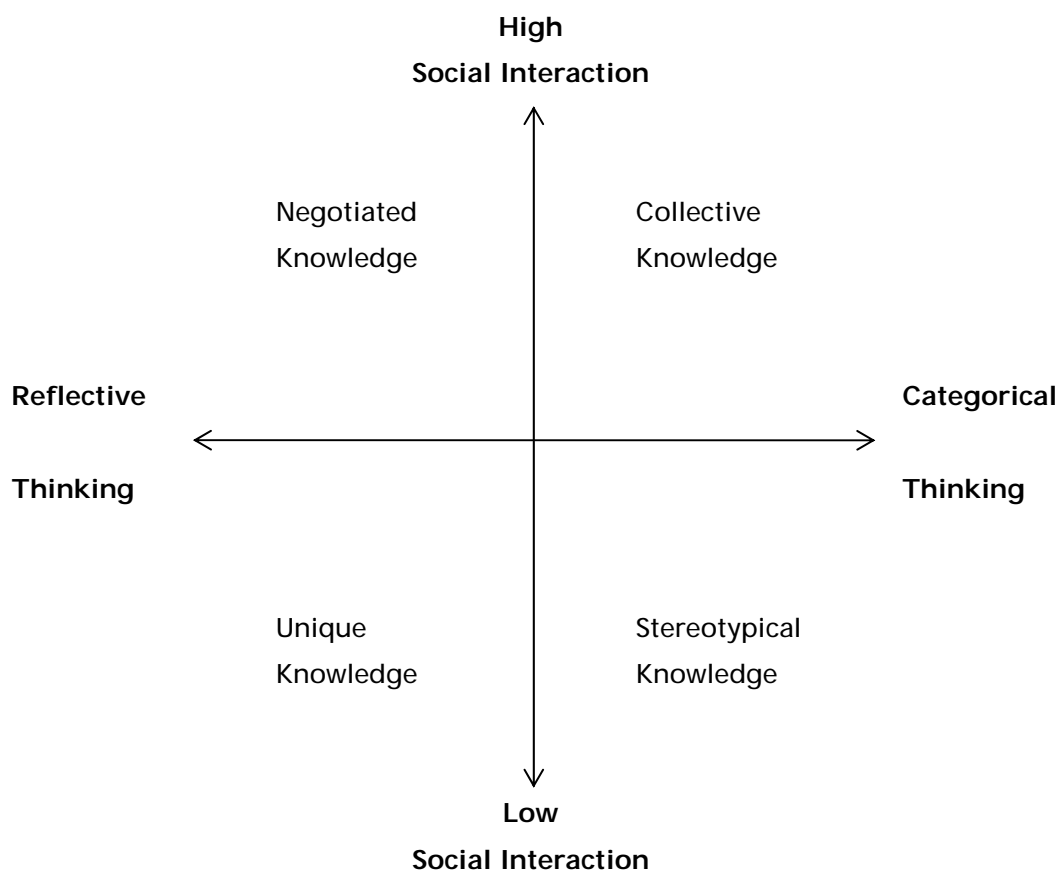 High
Social Interaction
Negotiated
Knowledge
Collective
Knowledge
Reflective
Thinking
Categorical
Thinking
Unique
Knowledge
Stereotypical
Knowledge
Low
Social Interaction